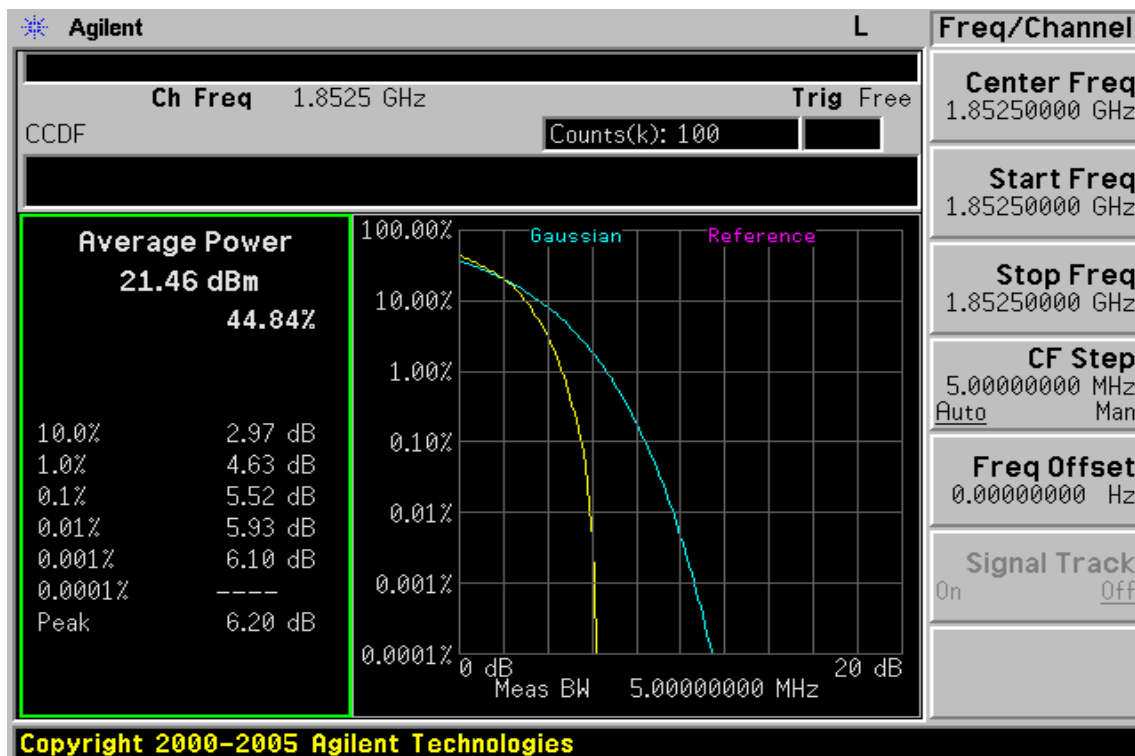 Agilent L
Ch Freq 1.8525 GHz Trig Free
CCDF Counts(k): 100
Average Power
21.46 dBm
44.84%
10.0% 2.97 dB
1.0% 4.63 dB
0.1% 5.52 dB
0.01% 5.93 dB
0.001% 6.10 dB
0.0001% ----
Peak 6.20 dB
Gaussian Reference
100.00%
10.00%
1.00%
0.10%
0.01%
0.001%
0.0001%
0 dB 20 dB
Meas BW 5.00000000 MHz
Freq/Channel
Center Freq
1.85250000 GHz
Start Freq
1.85250000 GHz
Stop Freq
1.85250000 GHz
CF Step
5.00000000 MHz
Auto Man
Freq Offset
0.00000000 Hz
Signal Track
On Off
Copyright 2000-2005 Agilent Technologies